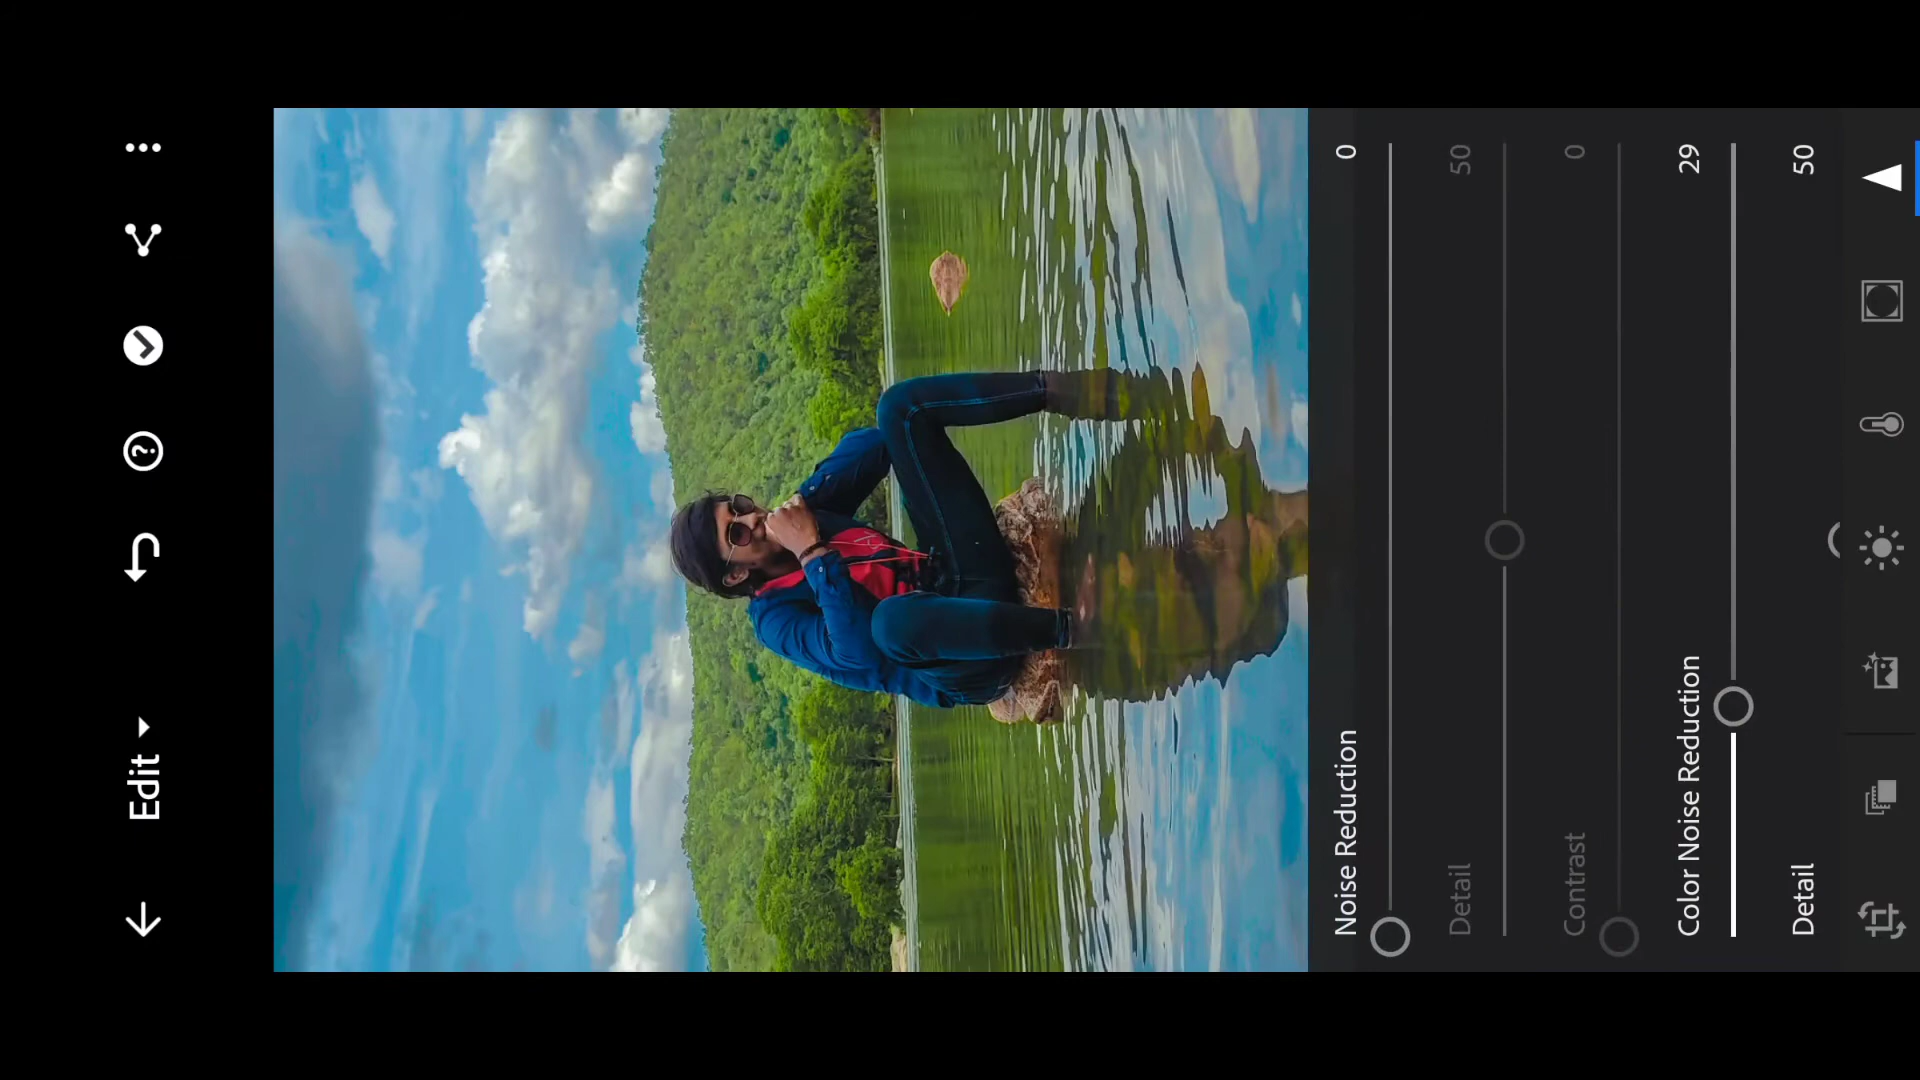 Edit
Noise Reduction 0
Detail 50
Contrast 0
Color Noise Reduction 29
Detail 50